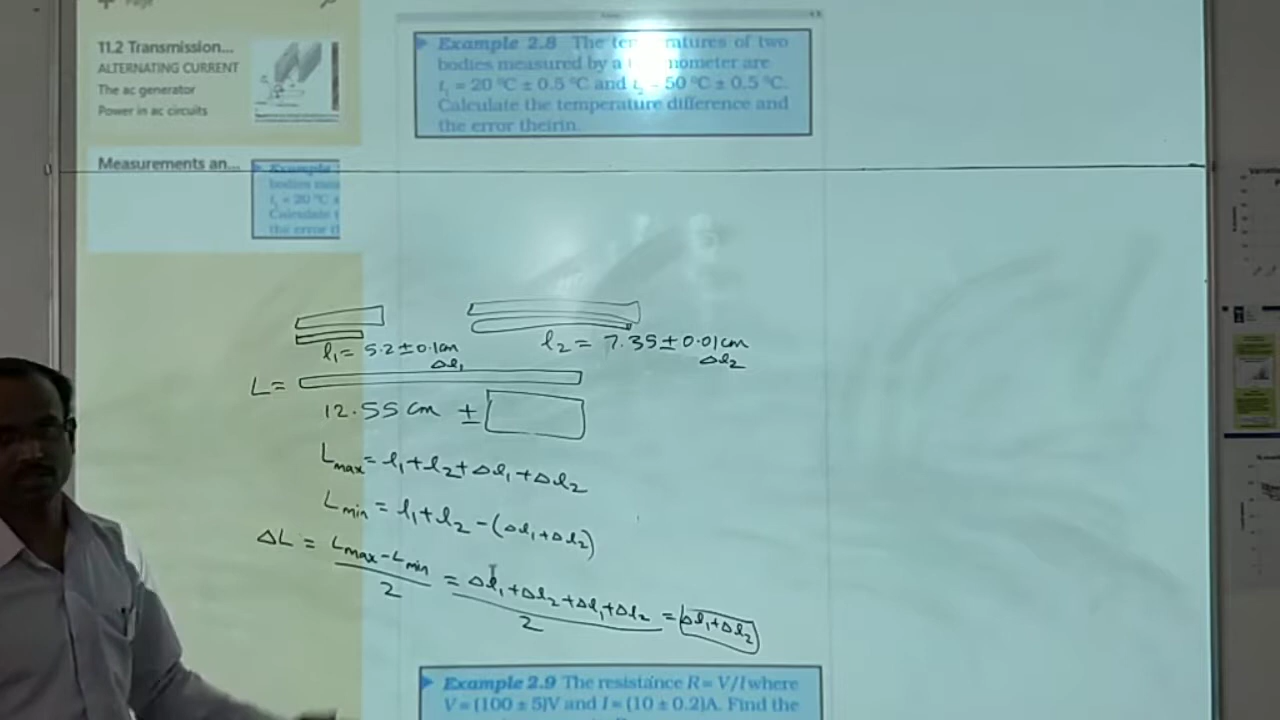 Page
11.2 Transmission...
ALTERNATING CURRENT
The ac generator
Power in ac circuits
Measurements an...
Example 2.8 The temperatures of two
bodies measured by a thermometer are
t₁ = 20 °C ± 0.5 °C and t₂ = 50 °C ± 0.5 °C.
Calculate the temperature difference and
the error theirin.
l₁ = 5.2 ± 0.1cm
Δl₁
l₂ = 7.35 ± 0.01cm
Δl₂
L =
12.55 cm ±
Lmax = l₁ + l₂ + Δl₁ + Δl₂
Lmin = l₁ + l₂ - (Δl₁ + Δl₂)
ΔL = Lmax - Lmin / 2 = Δl₁ + Δl₂ + Δl₁ + Δl₂ / 2 = Δl₁ + Δl₂
Example 2.9 The resistance R = V/I where
V = (100 ± 5)V and I = (10 ± 0.2)A. Find the